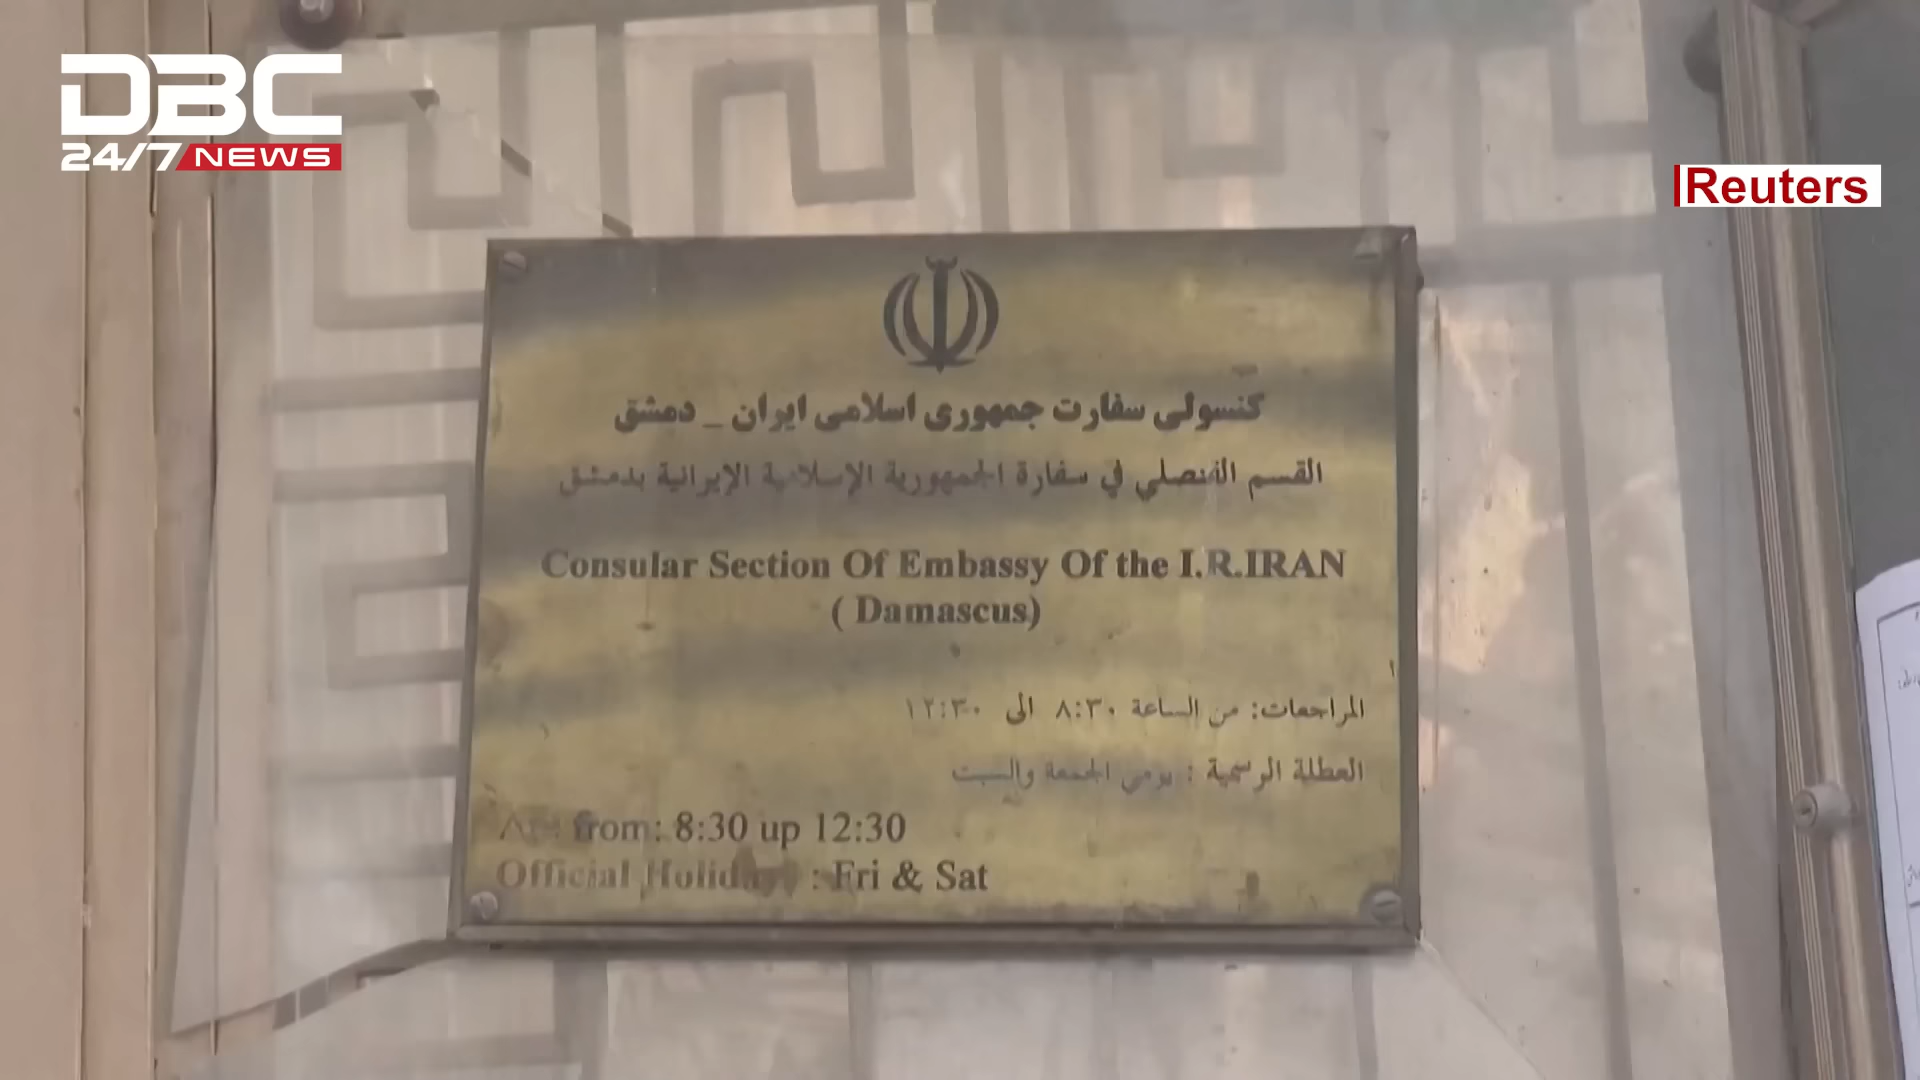 DBC
24/7 NEWS
Reuters
کنسولی سفارت جمهوری اسلامی ایران _ دمشق
القسم القنصلي في سفارة الجمهورية الإسلامية الإيرانية بدمشق
Consular Section Of Embassy Of the I.R.IRAN
( Damascus)
المراجعات: من الساعة ٨:٣٠ الى ١٢:٣٠
العطلة الرسمية : يومي الجمعة والسبت
from: 8:30 up 12:30
Official : Fri & Sat